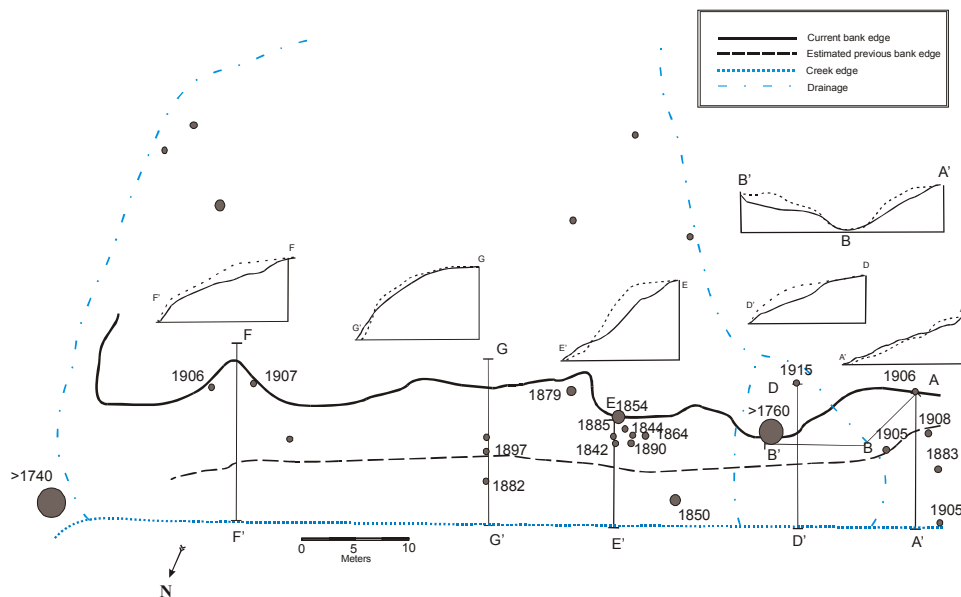 Current bank edge
Estimated previous bank edge
Creek edge
Drainage
B' A'
B
F
F'
G
G'
E
E'
D
D'
A'
F
G
1906 1907
1879
E 1854
1885 1844
1864
1842 1890
D 1915
>1760
B'
B
1906 A
1908
1905
1883
1897
1882
1850
1905
>1740
F' G' E' D' A'
0 5 10
Meters
N